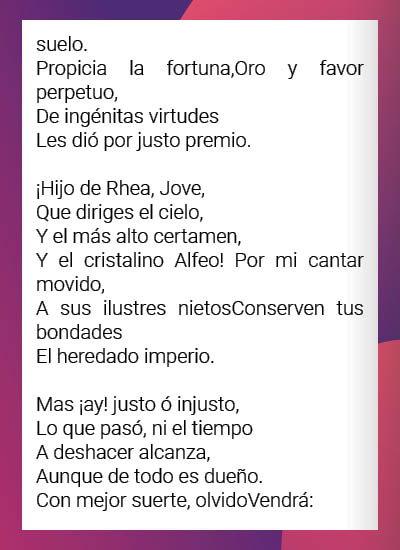 suelo.
Propicia la fortuna,Oro y favor
perpetuo,
De ingénitas virtudes
Les dió por justo premio.

¡Hijo de Rhea, Jove,
Que diriges el cielo,
Y el más alto certamen,
Y el cristalino Alfeo! Por mi cantar
movido,
A sus ilustres nietosConserven tus
bondades
El heredado imperio.

Mas ¡ay! justo ó injusto,
Lo que pasó, ni el tiempo
A deshacer alcanza,
Aunque de todo es dueño.
Con mejor suerte, olvidoVendrá: